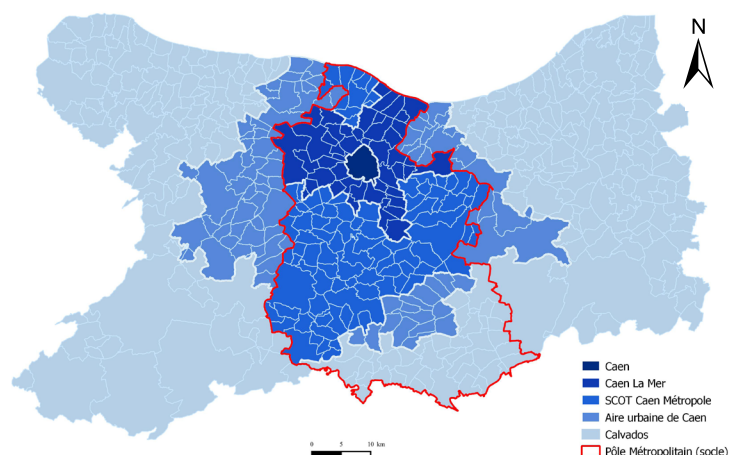 N
Caen
Caen La Mer
SCOT Caen Métropole
Aire urbaine de Caen
Calvados
Pôle Métropolitain (socle)
0 5 10 km